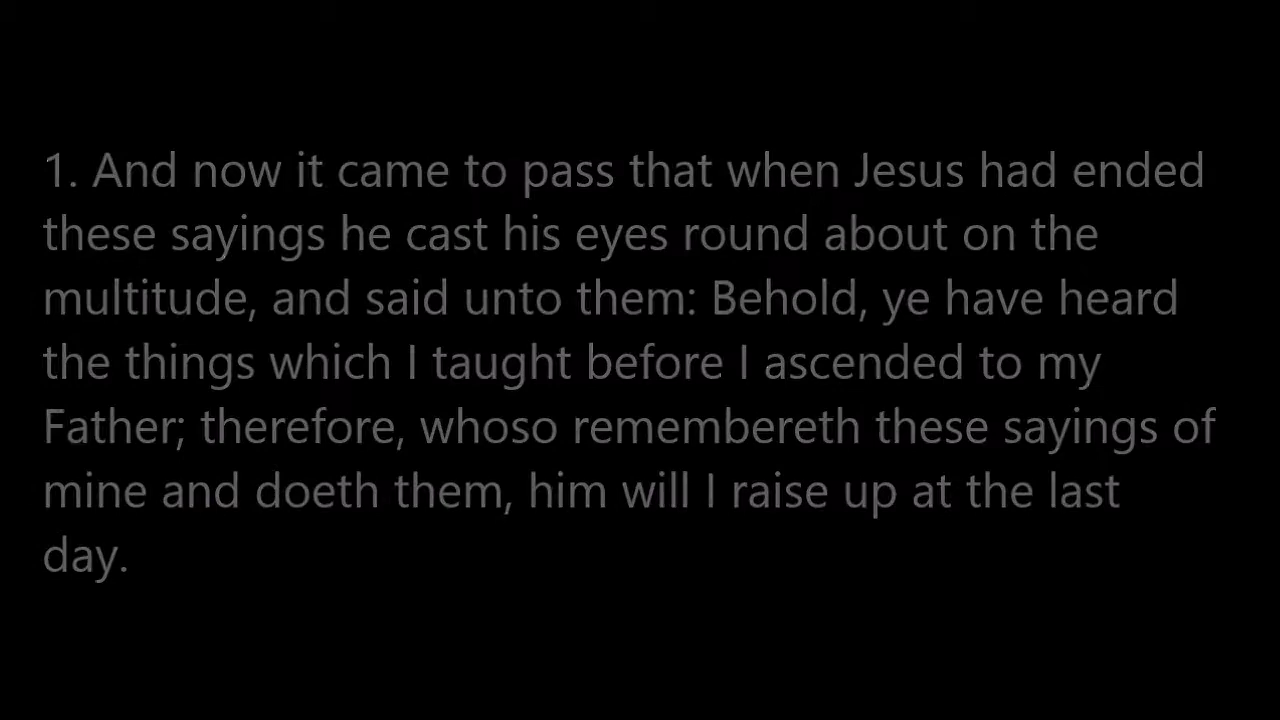 1. And now it came to pass that when Jesus had ended
these sayings he cast his eyes round about on the
multitude, and said unto them: Behold, ye have heard
the things which I taught before I ascended to my
Father; therefore, whoso remembereth these sayings of
mine and doeth them, him will I raise up at the last
day.